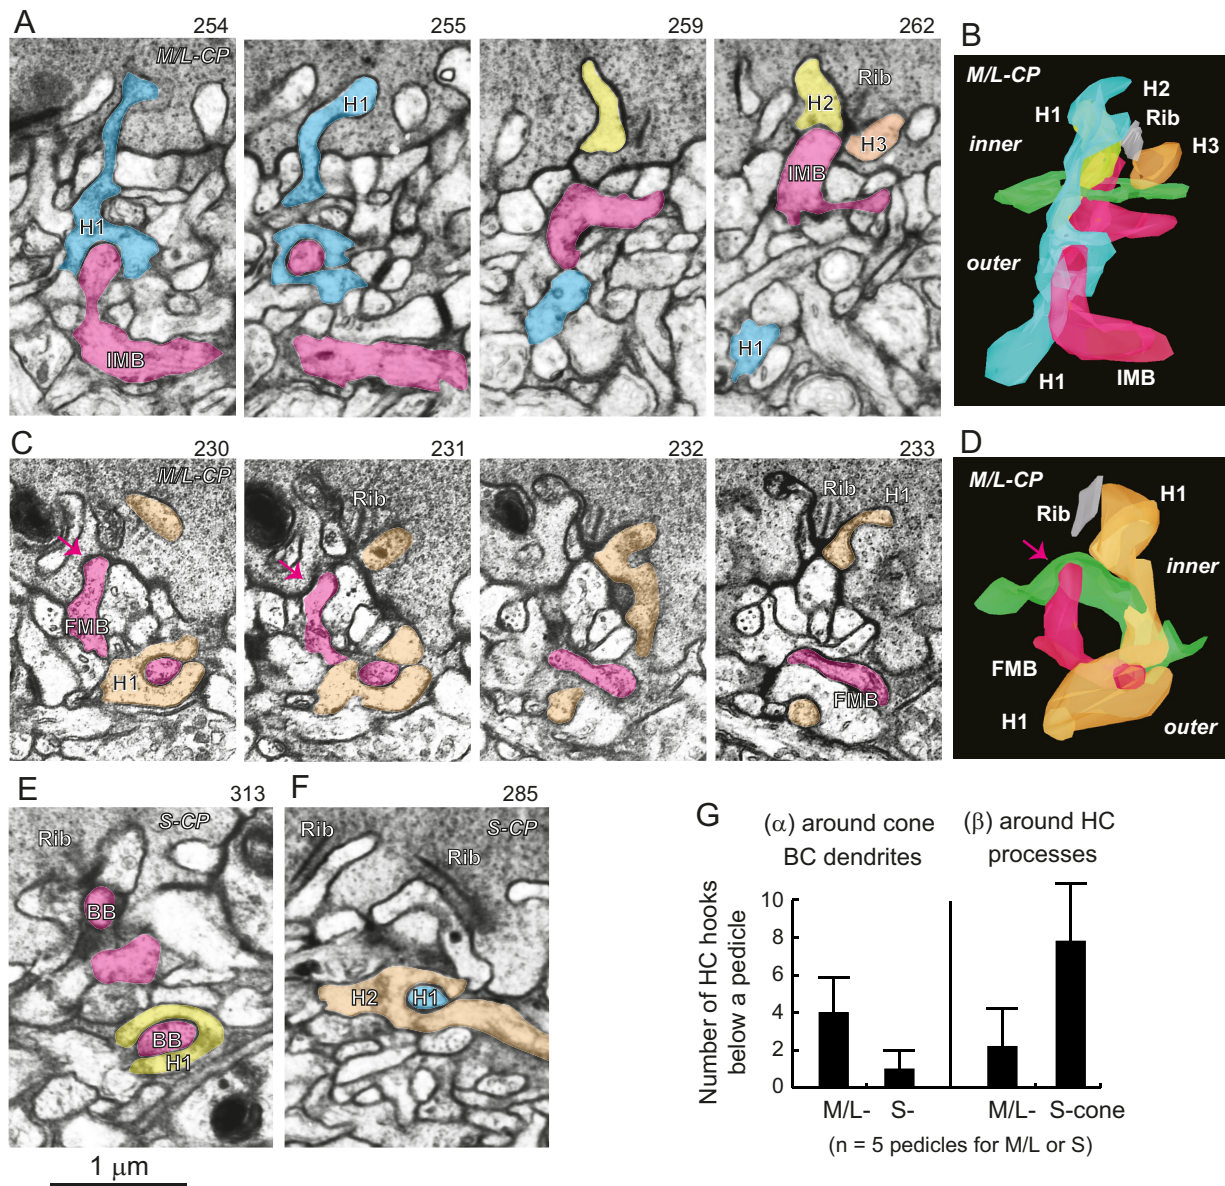 A
254
M/L-CP
H1
IMB
255
H1
259
262
Rib
H2
H3
IMB
H1
B
M/L-CP
H2
H1
Rib
inner
H3
outer
H1
IMB
C
230
M/L-CP
FMB
H1
231
Rib
232
233
Rib
H1
FMB
D
M/L-CP
H1
Rib
inner
FMB
H1
outer
E
313
S-CP
Rib
BB
BB
H1
F
285
S-CP
Rib
Rib
H2
H1
1 μm
G
(α) around cone
BC dendrites
(β) around HC
processes
Number of HC hooks
below a pedicle
10
8
6
4
2
0
M/L- S- M/L- S-cone
(n = 5 pedicles for M/L or S)